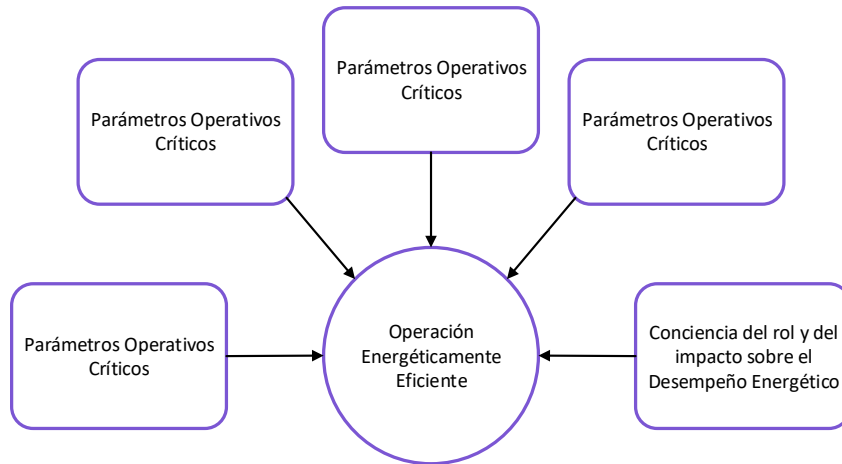 Parámetros Operativos
Críticos
Parámetros Operativos
Críticos
Parámetros Operativos
Críticos
Parámetros Operativos
Críticos
Operación
Energéticamente
Eficiente
Conciencia del rol y del
impacto sobre el
Desempeño Energético